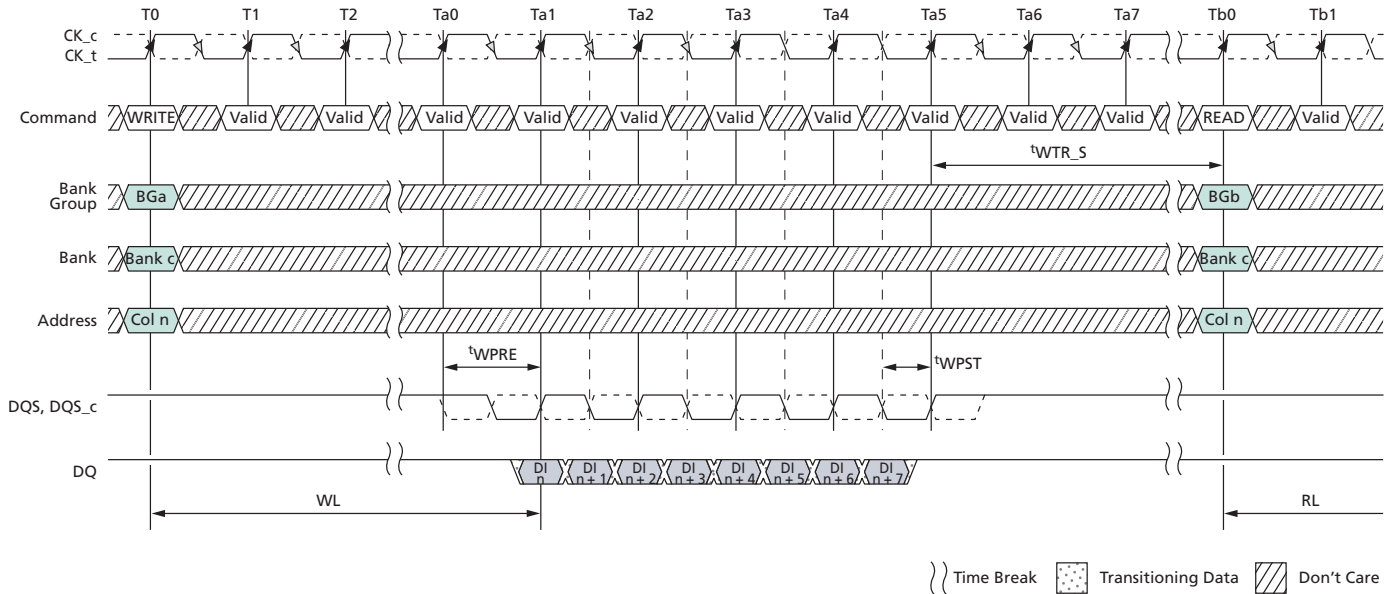 T0 T1 T2 Ta0 Ta1 Ta2 Ta3 Ta4 Ta5 Ta6 Ta7 Tb0 Tb1
CK_c
CK_t
Command WRITE Valid Valid Valid Valid Valid Valid Valid Valid Valid Valid READ Valid
tWTR_S
Bank Group BGa BGb
Bank Bank c Bank c
Address Col n Col n
tWPRE tWPST
DQS, DQS_c
DQ DI n DI n + 1 DI n + 2 DI n + 3 DI n + 4 DI n + 5 DI n + 6 DI n + 7
WL RL
Time Break Transitioning Data Don't Care